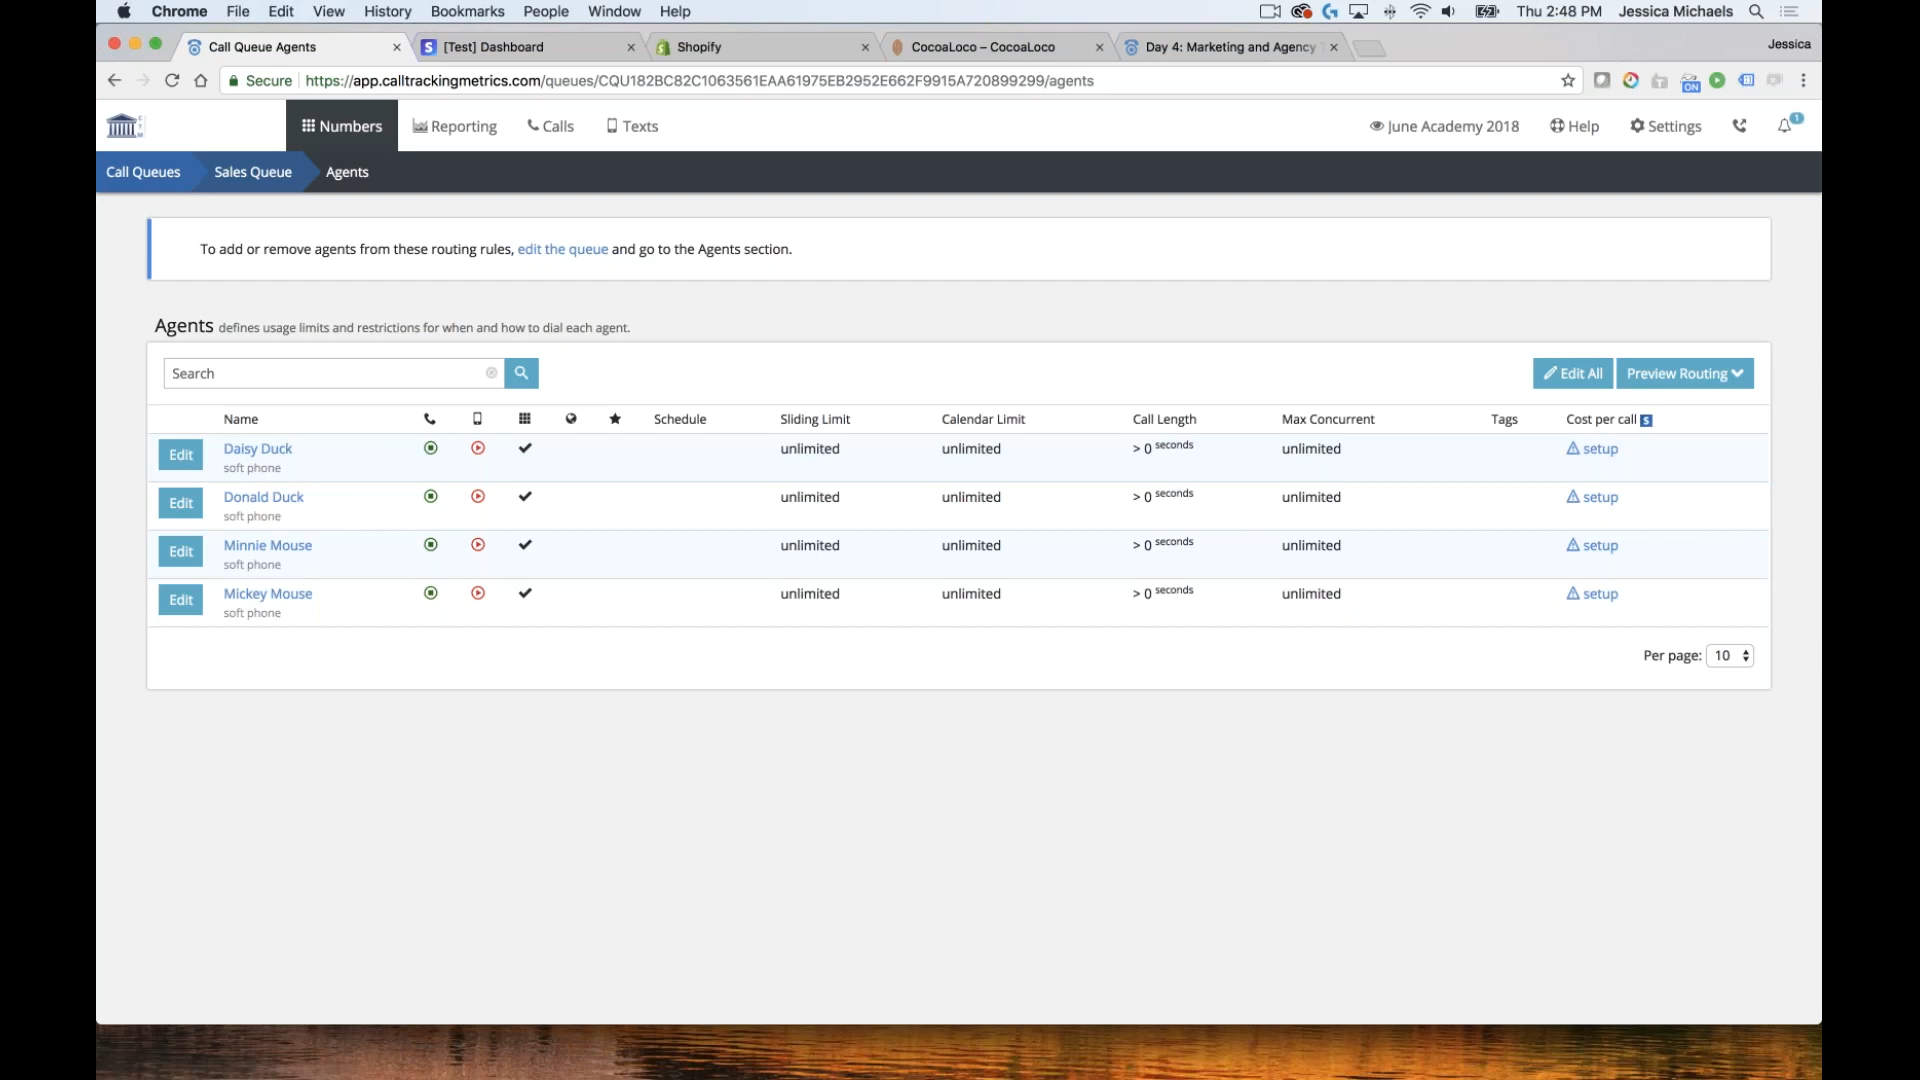 Chrome File Edit View History Bookmarks People Window Help Thu 2:48 PM Jessica Michaels
Call Queue Agents [Test] Dashboard Shopify CocoaLoco – CocoaLoco Day 4: Marketing and Agency Jessica
Secure https://app.calltrackingmetrics.com/queues/CQU182BC82C1063561EAA61975EB2952E662F9915A720899299/agents ON
Numbers Reporting Calls Texts June Academy 2018 Help Settings 1
Call Queues Sales Queue Agents
To add or remove agents from these routing rules, edit the queue and go to the Agents section.
Agents defines usage limits and restrictions for when and how to dial each agent.
Search Edit All Preview Routing
Name Schedule Sliding Limit Calendar Limit Call Length Max Concurrent Tags Cost per call S
Edit Daisy Duck unlimited unlimited > 0 seconds unlimited setup
soft phone
Edit Donald Duck unlimited unlimited > 0 seconds unlimited setup
soft phone
Edit Minnie Mouse unlimited unlimited > 0 seconds unlimited setup
soft phone
Edit Mickey Mouse unlimited unlimited > 0 seconds unlimited setup
soft phone
Per page: 10